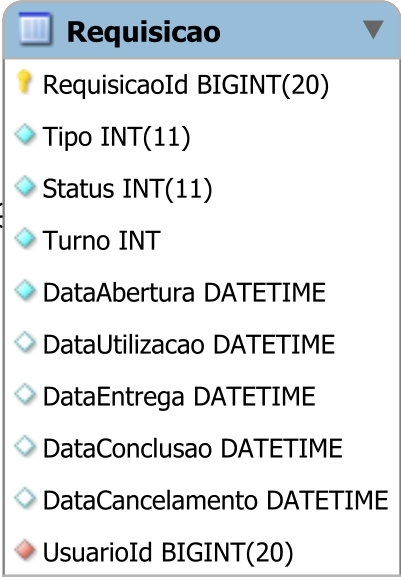 Requisicao
RequisicaoId BIGINT(20)
Tipo INT(11)
Status INT(11)
Turno INT
DataAbertura DATETIME
DataUtilizacao DATETIME
DataEntrega DATETIME
DataConclusao DATETIME
DataCancelamento DATETIME
UsuarioId BIGINT(20)